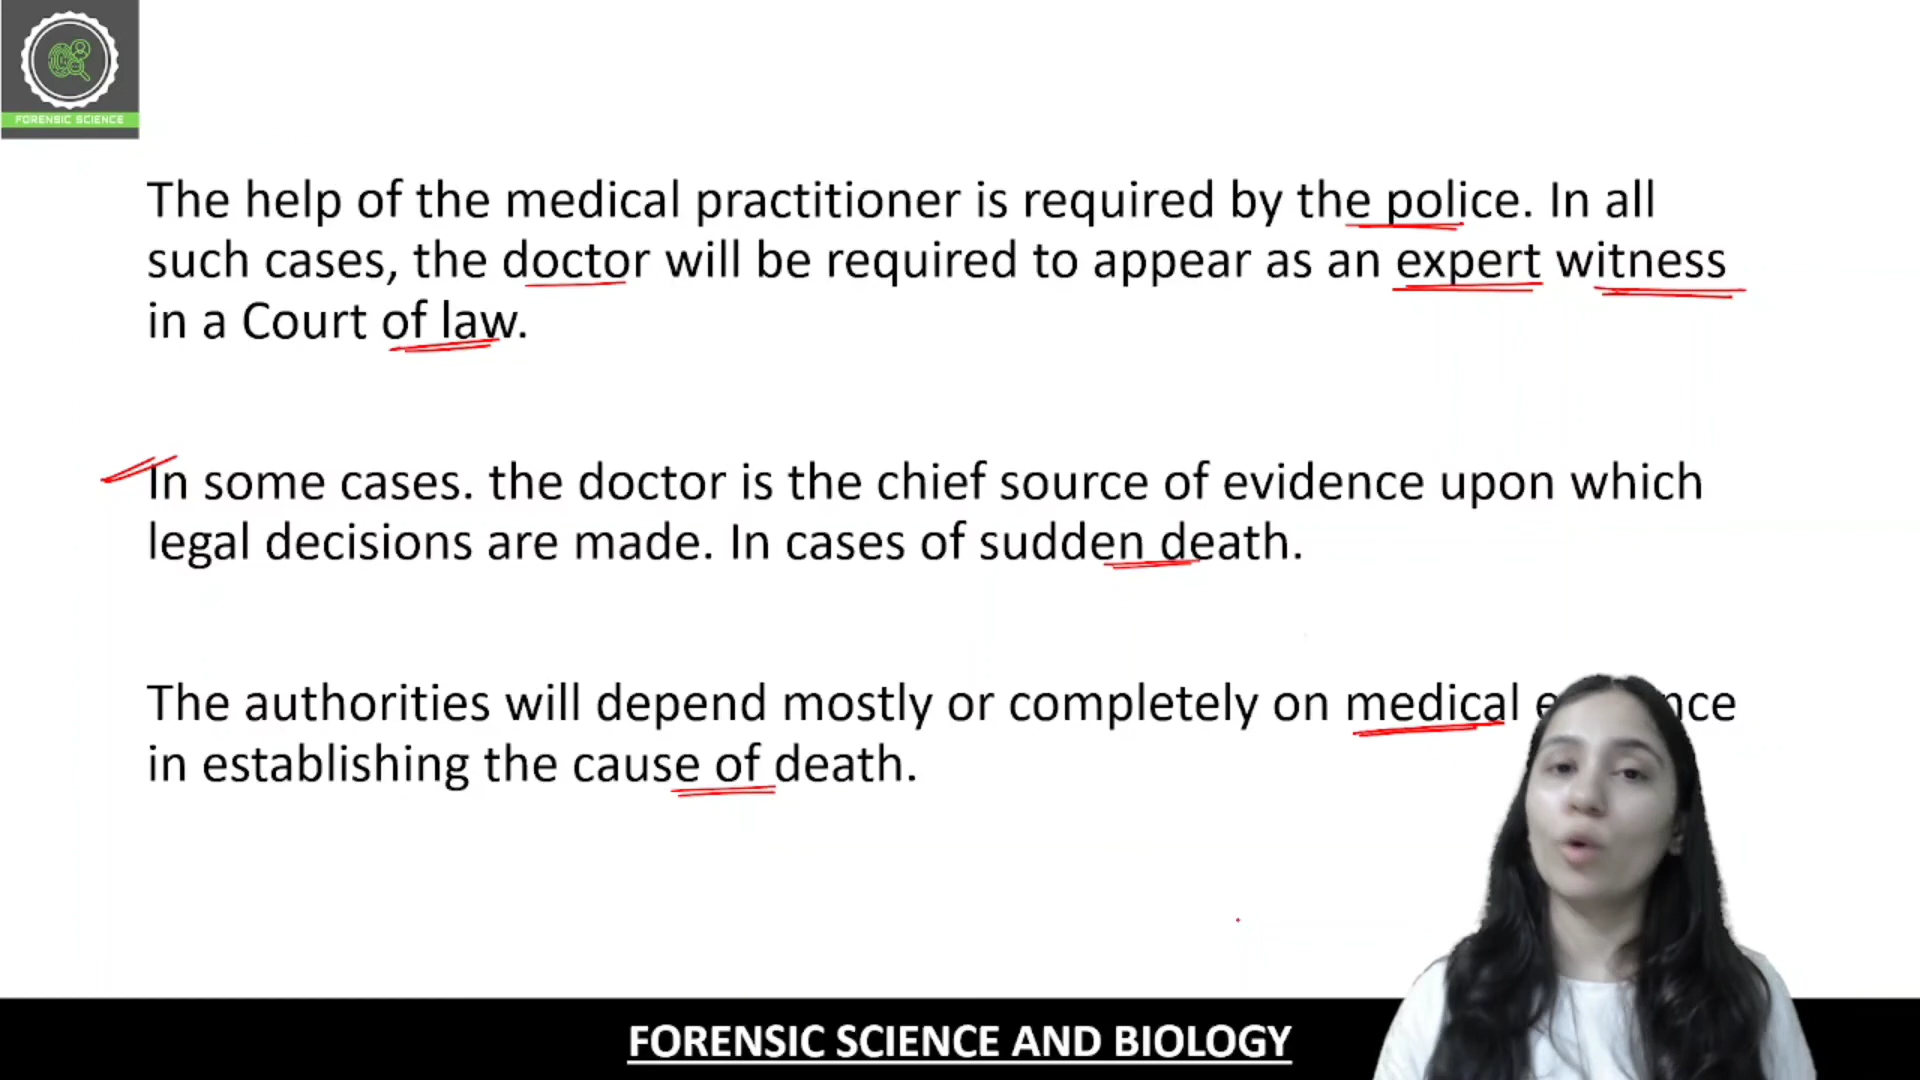 FORENSIC SCIENCE
The help of the medical practitioner is required by the police. In all
such cases, the doctor will be required to appear as an expert witness
in a Court of law.
In some cases. the doctor is the chief source of evidence upon which
legal decisions are made. In cases of sudden death.
The authorities will depend mostly or completely on medical
in establishing the cause of death.
FORENSIC SCIENCE AND BIOLOGY